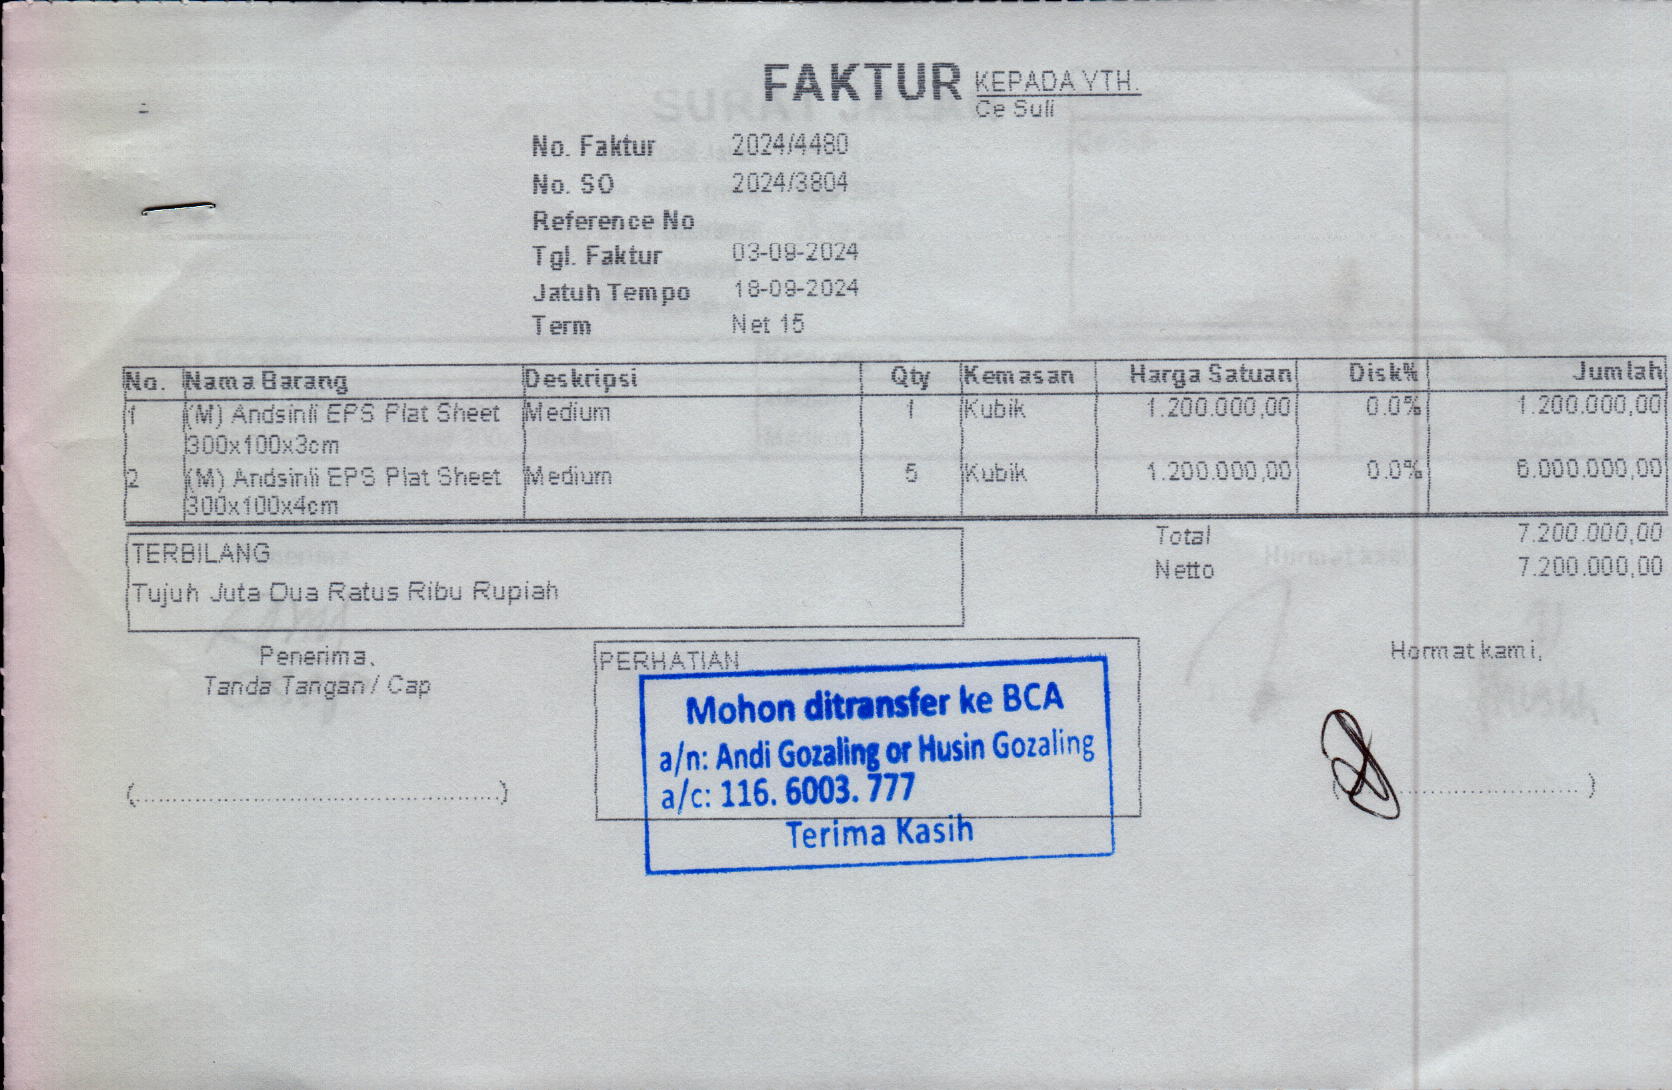 FAKTUR KEPADA YTH.
Ce Suli
No. Faktur 2024/4480
No. SO 2024/3804
Reference No
Tgl. Faktur 03-09-2024
Jatuh Tempo 18-09-2024
Term Net 15
No. Nama Barang Deskripsi Qty Kemasan Harga Satuan Disk% Jumlah
1 (M) Andsinli EPS Plat Sheet Medium 1 Kubik 1.200.000,00 0.0% 1.200.000,00
300x100x3cm
2 (M) Andsinli EPS Plat Sheet Medium 5 Kubik 1.200.000,00 0.0% 6.000.000,00
300x100x4cm
Total 7.200.000,00
TERBILANG
Netto 7.200.000,00
Tujuh Juta Dua Ratus Ribu Rupiah
Penerima,
Tanda Tangan / Cap
PERHATIAN
Hormat kami,
Mohon ditransfer ke BCA
a/n: Andi Gozaling or Husin Gozaling
a/c: 116. 6003. 777
Terima Kasih